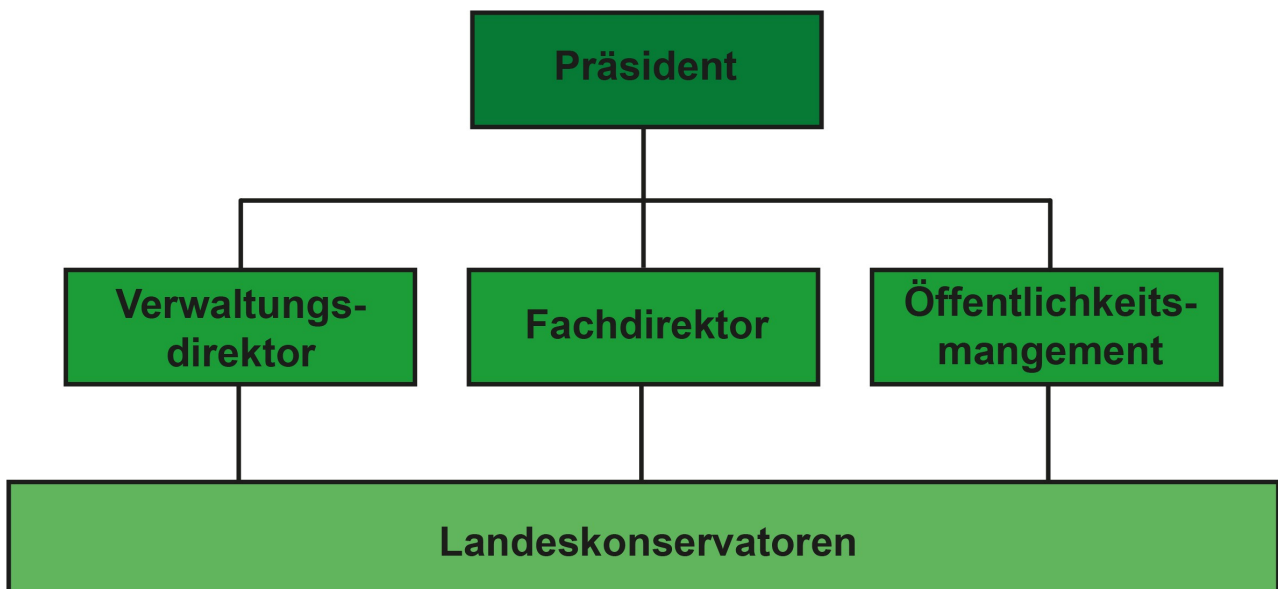 Präsident
Verwaltungs-
direktor
Fachdirektor
Öffentlichkeits-
mangement
Landeskonservatoren